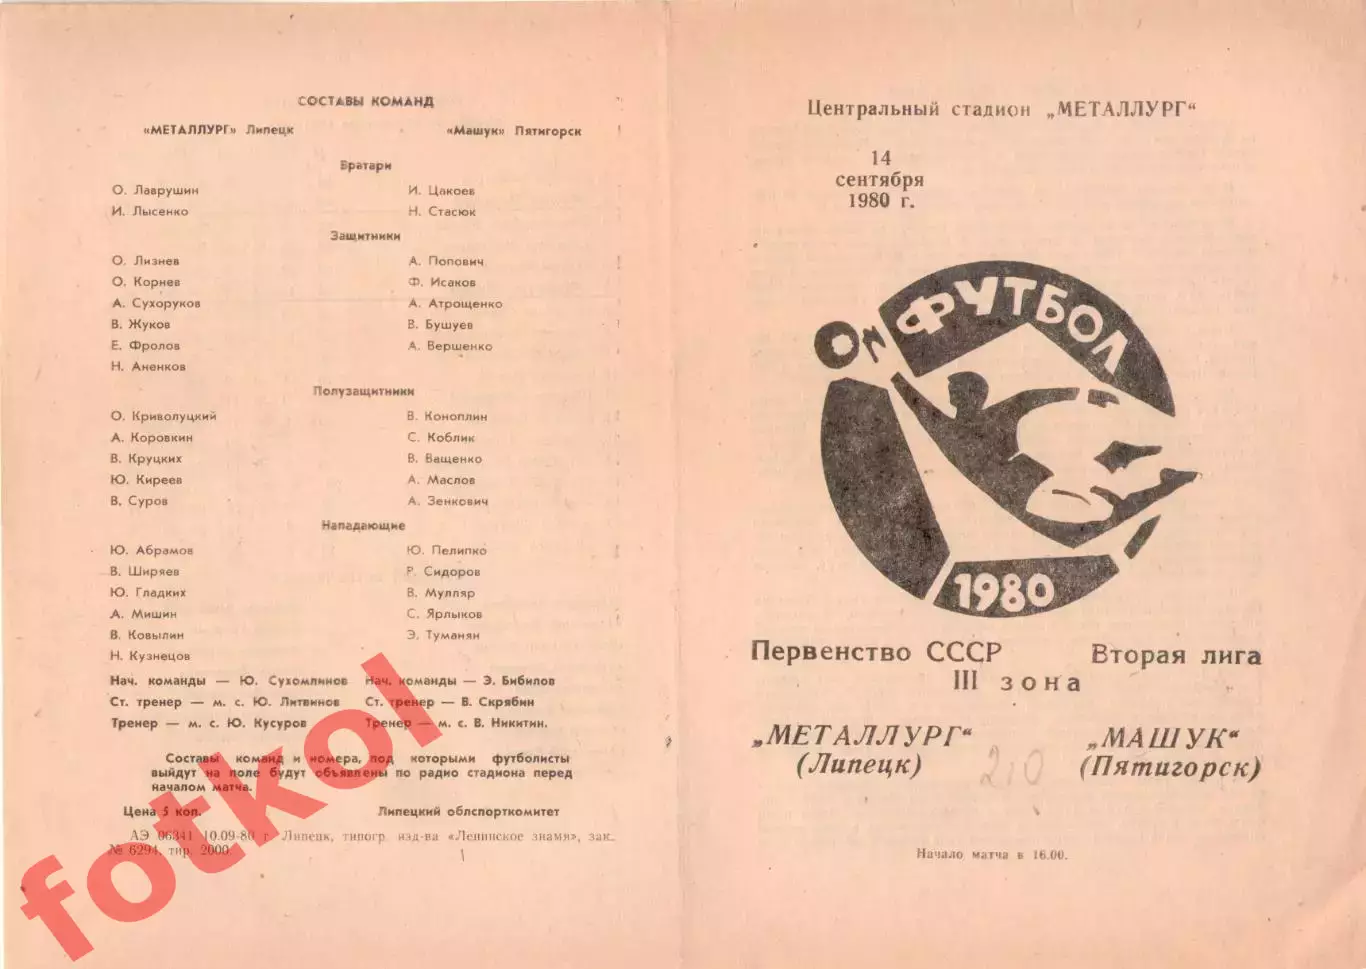 СОСТАВЫ КОМАНД
«МЕТАЛЛУРГ» Липецк «Машук» Пятигорск
Вратари
О. Лаврушин И. Цакоев
И. Лысенко Н. Стасюк
Защитники
О. Лизнев А. Попович
О. Корнев Ф. Исаков
А. Сухоруков А. Атрощенко
В. Жуков В. Бушуев
Е. Фролов А. Вершенко
Н. Аненков
Полузащитники
О. Криволуцкий В. Коноплин
А. Коровкин С. Коблик
В. Круцких В. Ващенко
Ю. Киреев А. Маслов
В. Суров А. Зенкович
Нападающие
Ю. Абрамов Ю. Пелипко
В. Ширяев Р. Сидоров
Ю. Гладких В. Мулляр
А. Мишин С. Ярлыков
В. Ковылин Э. Туманян
Н. Кузнецов
Нач. команды — Ю. Сухомлинов Нач. команды — Э. Бибилов
Ст. тренер — м. с. Ю. Литвинов Ст. тренер — В. Скрябин
Тренер — м. с. Ю. Кусуров Тренер — м. с. В. Никитин.
Составы команд и номера, под которыми футболисты
выйдут на поле будут объявлены по радио стадиона перед
началом матча.
Цена 5 коп. Липецкий облспорткомитет
АЭ 06341 10.09-80 г. Липецк, типогр. изд-ва «Ленинское знамя», зак.
№ 6294, тир. 2000.
Центральный стадион „МЕТАЛЛУРГ“
14
сентября
1980 г.
ФУТБОЛ
1980
Первенство СССР Вторая лига
III зона
„МЕТАЛЛУРГ“ „МАШУК“
(Липецк) 2:0 (Пятигорск)
Начало матча в 16.00.
fotkol